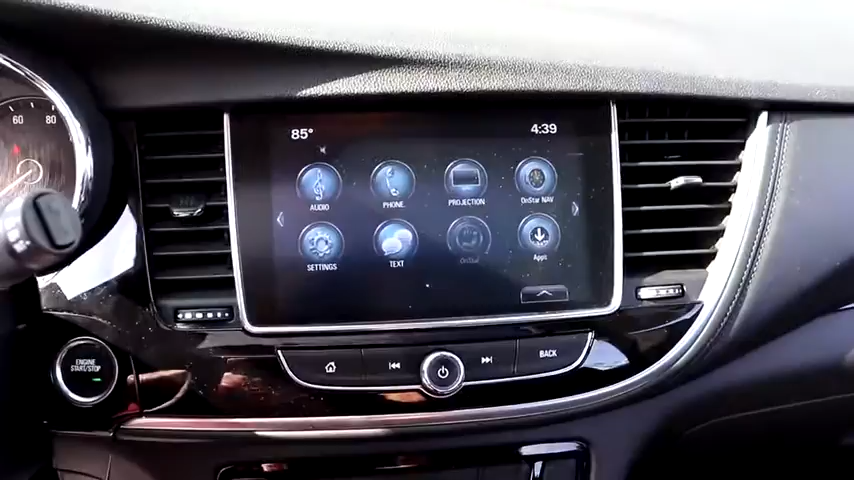 85° 4:39
60 80
AUDIO PHONE PROJECTION OnStar NAV
SETTINGS TEXT OnStar Apps
ENGINE
START/STOP
BACK